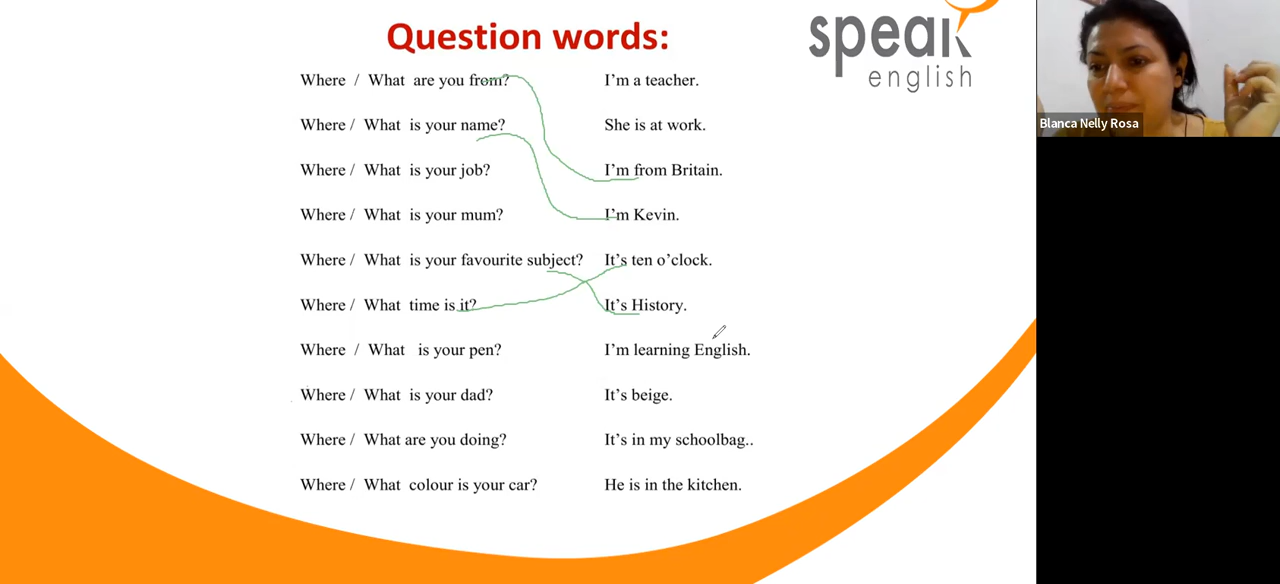 Question words:
speak
english
Where / What are you from? I'm a teacher.
Where / What is your name? She is at work.
Where / What is your job? I'm from Britain.
Where / What is your mum? I'm Kevin.
Where / What is your favourite subject? It's ten o'clock.
Where / What time is it? It's History.
Where / What is your pen? I'm learning English.
Where / What is your dad? It's beige.
Where / What are you doing? It's in my schoolbag..
Where / What colour is your car? He is in the kitchen.
Blanca Nelly Rosa